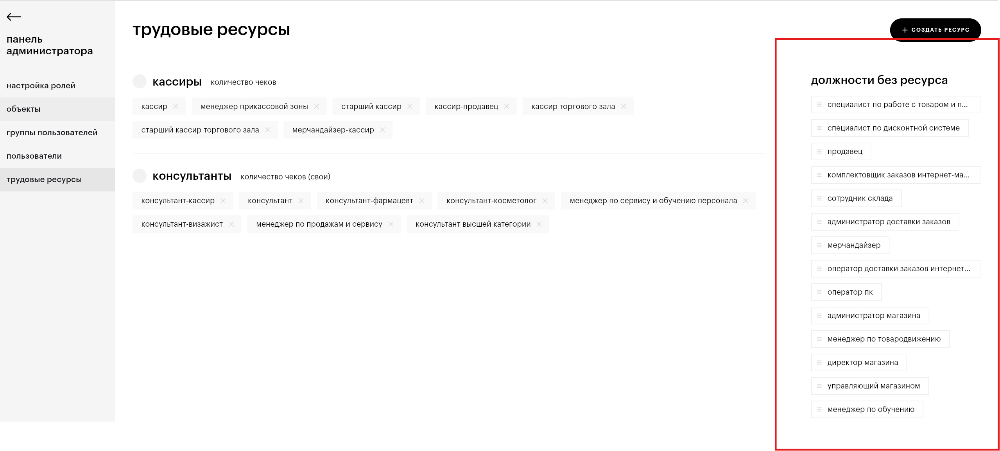 панель
администратора
настройка ролей
объекты
группы пользователей
пользователи
трудовые ресурсы
трудовые ресурсы
СОЗДАТЬ РЕСУРС
кассиры количество чеков
кассир менеджер прикассовой зоны старший кассир кассир-продавец кассир торгового зала
старший кассир торгового зала мерчандайзер-кассир
консультанты количество чеков (свои)
консультант-кассир консультант консультант-фармацевт консультант-косметолог менеджер по сервису и обучению персонала
консультант-визажист менеджер по продажам и сервису консультант высшей категории
должности без ресурса
специалист по работе с товаром и п...
специалист по дисконтной системе
продавец
комплектовщик заказов интернет-ма...
сотрудник склада
администратор доставки заказов
мерчандайзер
оператор доставки заказов интернет...
оператор пк
администратор магазина
менеджер по товародвижению
директор магазина
управляющий магазином
менеджер по обучению